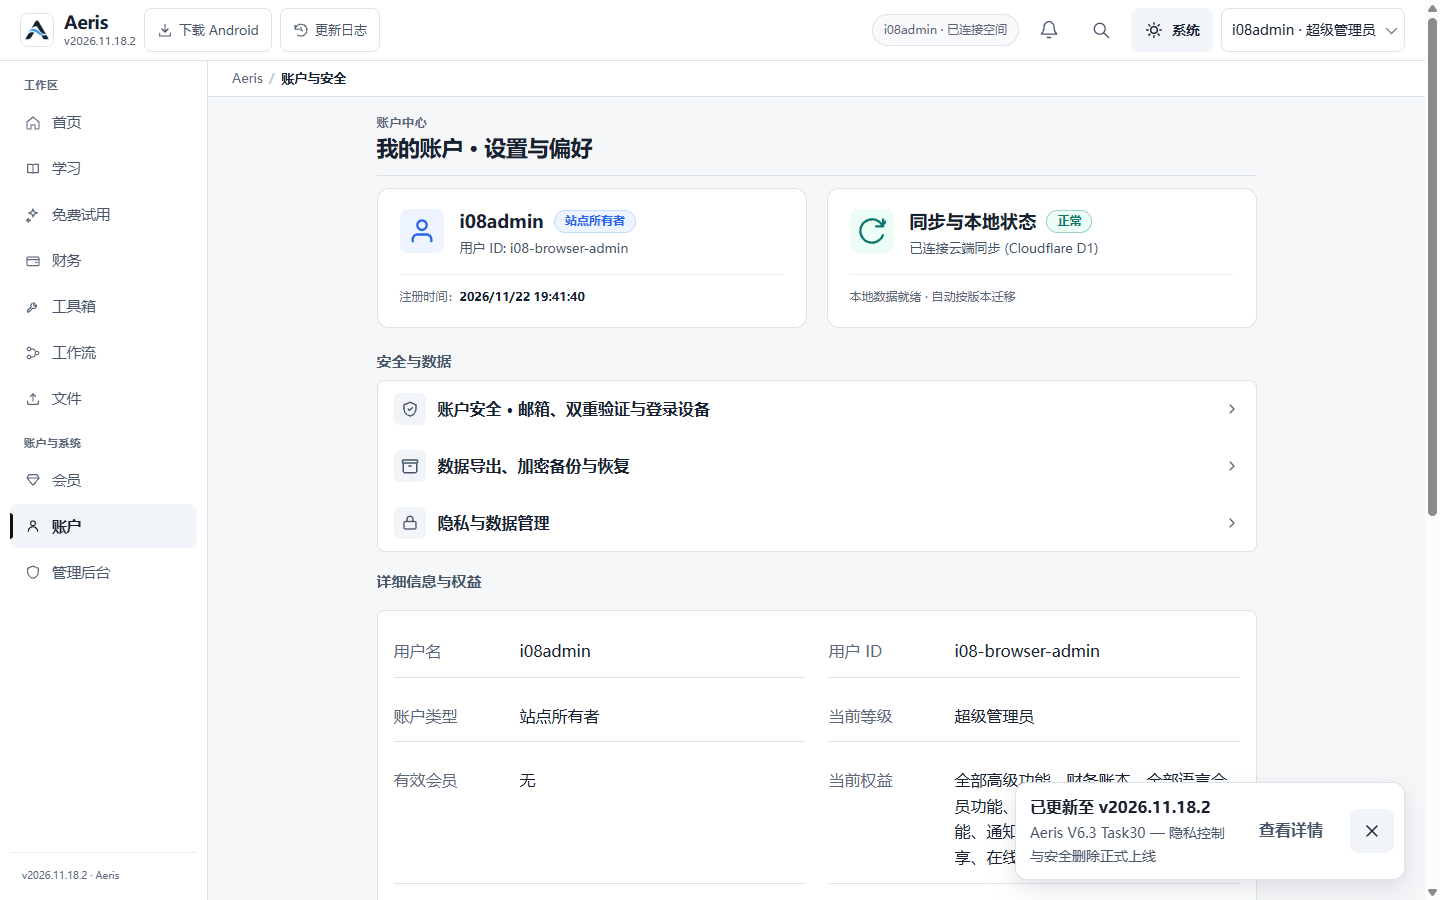 Aeris
v2026.11.18.2
下载 Android
更新日志
i08admin · 已连接空间
系统
i08admin · 超级管理员
工作区
首页
学习
免费试用
财务
工具箱
工作流
文件
账户与系统
会员
账户
管理后台
v2026.11.18.2 · Aeris
Aeris / 账户与安全
账户中心
我的账户 • 设置与偏好
i08admin 站点所有者
用户 ID: i08-browser-admin
注册时间: 2026/11/22 19:41:40
同步与本地状态 正常
已连接云端同步 (Cloudflare D1)
本地数据就绪 · 自动按版本迁移
安全与数据
账户安全 • 邮箱、双重验证与登录设备
数据导出、加密备份与恢复
隐私与数据管理
详细信息与权益
用户名 i08admin
用户 ID i08-browser-admin
账户类型 站点所有者
当前等级 超级管理员
有效会员 无
当前权益 全部高级功能、财务账本、全部语言会
员功能、
能、通知
享、在线
已更新至 v2026.11.18.2
Aeris V6.3 Task30 — 隐私控制
与安全删除正式上线
查看详情